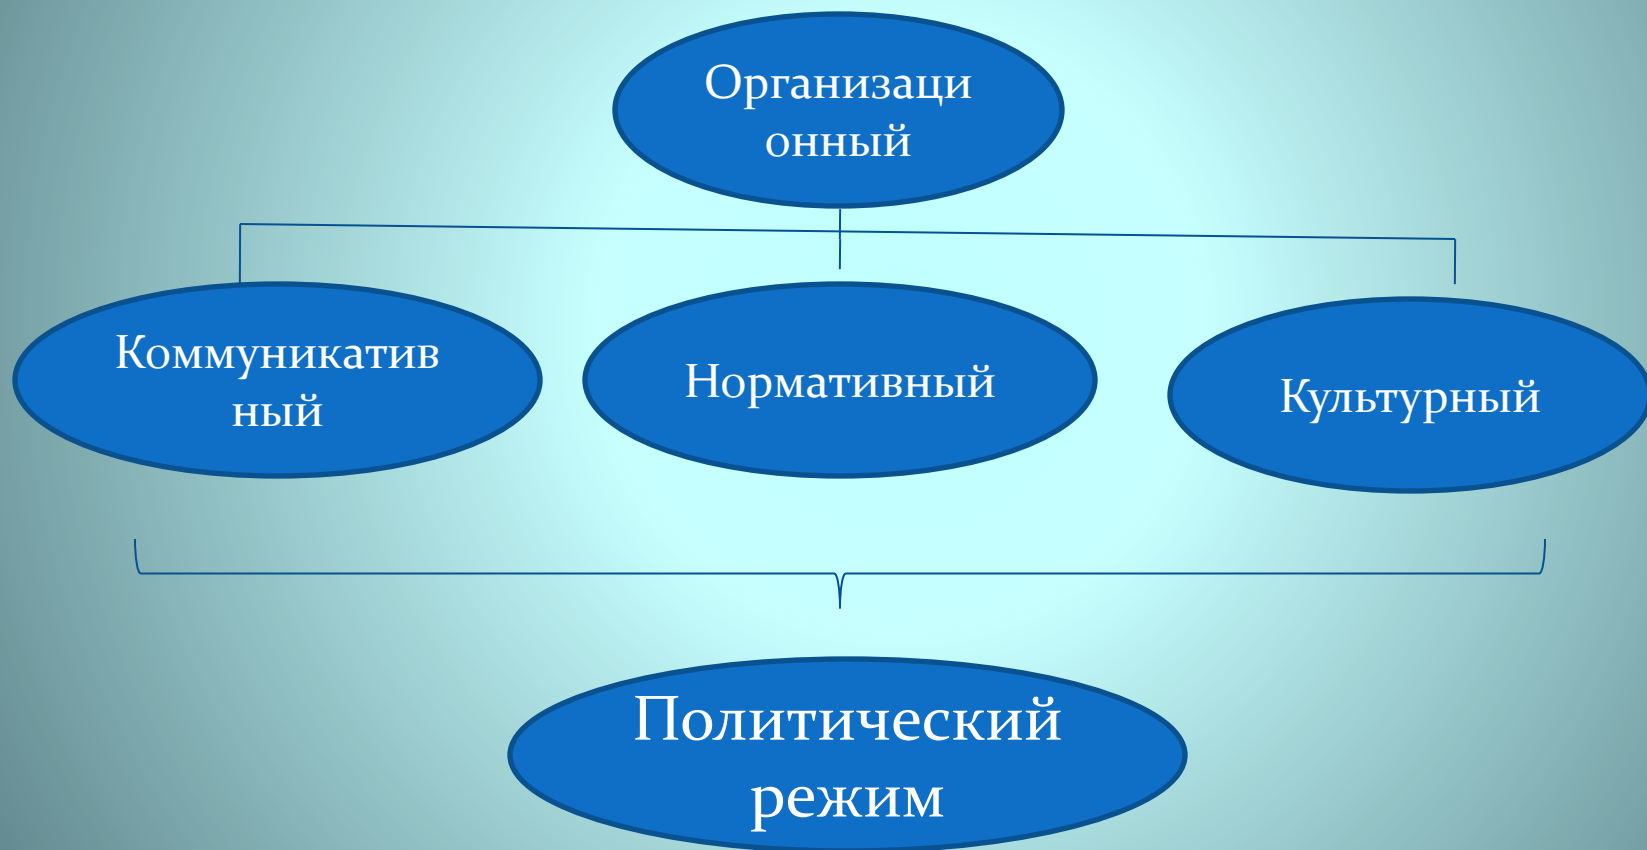 Организаци
онный
Коммуникатив
ный
Нормативный
Культурный
Политический
режим